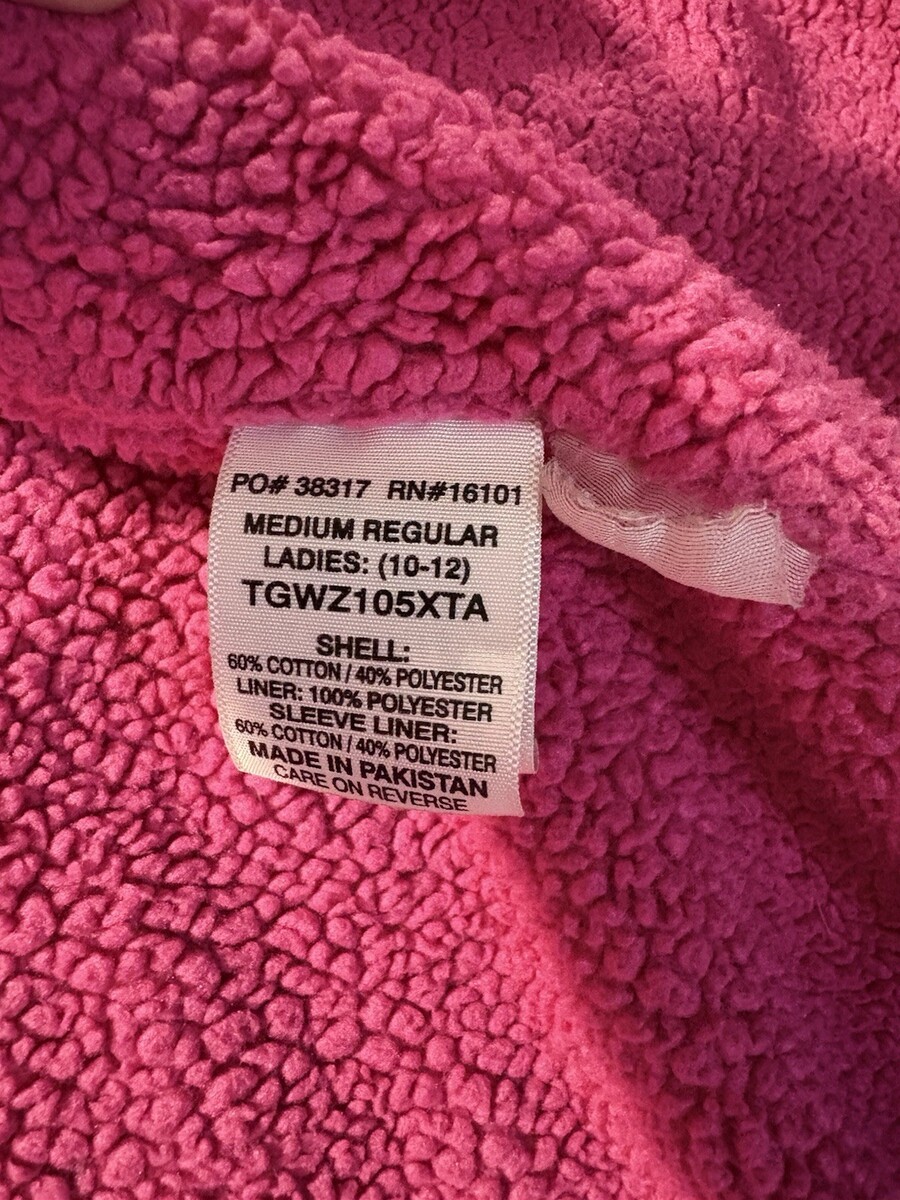 PO# 38317 RN#16101
MEDIUM REGULAR
LADIES: (10-12)
TGWZ105XTA
SHELL:
60% COTTON / 40% POLYESTER
LINER: 100% POLYESTER
SLEEVE LINER:
60% COTTON / 40% POLYESTER
MADE IN PAKISTAN
CARE ON REVERSE